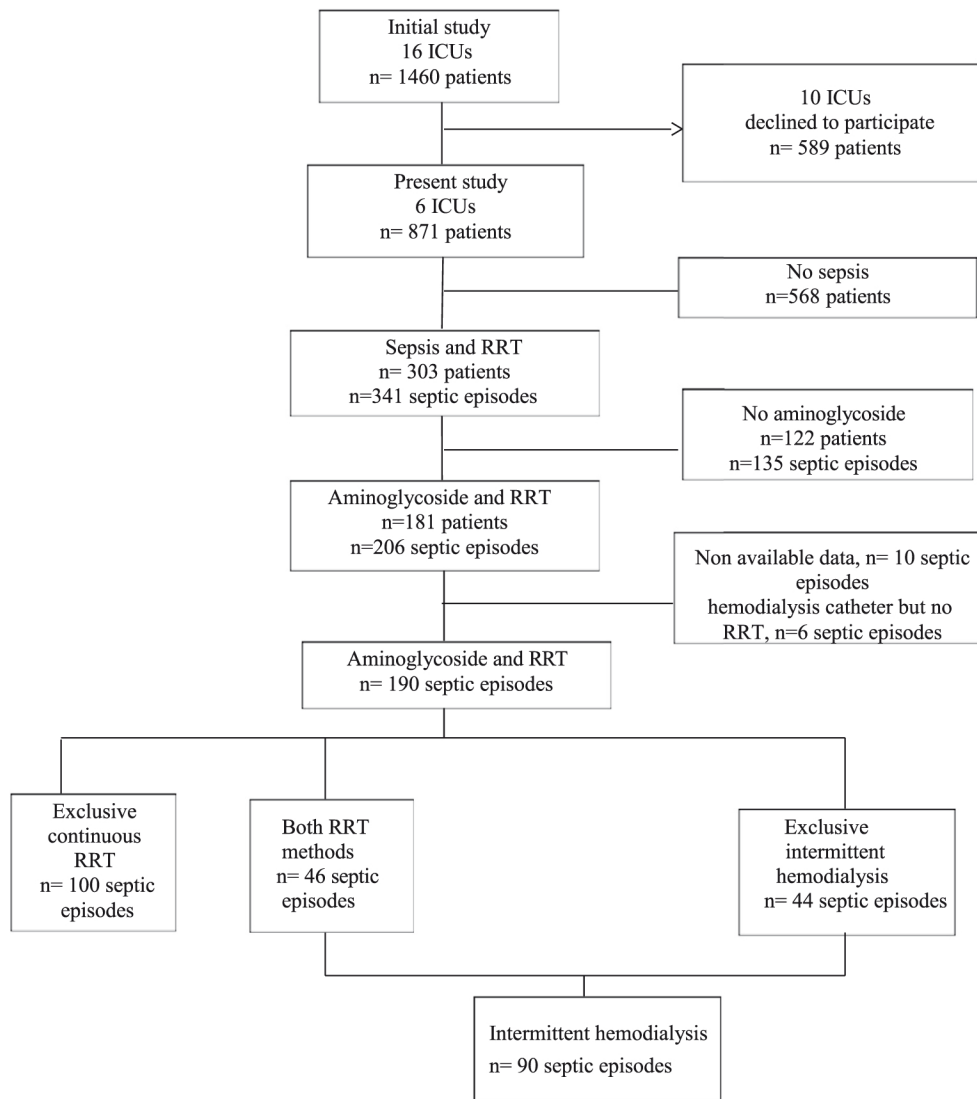 Initial study
16 ICUs
n= 1460 patients
10 ICUs
declined to participate
n= 589 patients
Present study
6 ICUs
n= 871 patients
No sepsis
n=568 patients
Sepsis and RRT
n= 303 patients
n=341 septic episodes
No aminoglycoside
n=122 patients
n=135 septic episodes
Aminoglycoside and RRT
n=181 patients
n=206 septic episodes
Non available data, n= 10 septic
episodes
hemodialysis catheter but no
RRT, n=6 septic episodes
Aminoglycoside and RRT
n= 190 septic episodes
Exclusive
continuous
RRT
n= 100 septic
episodes
Both RRT
methods
n= 46 septic
episodes
Exclusive
intermittent
hemodialysis
n= 44 septic episodes
Intermittent hemodialysis
n= 90 septic episodes